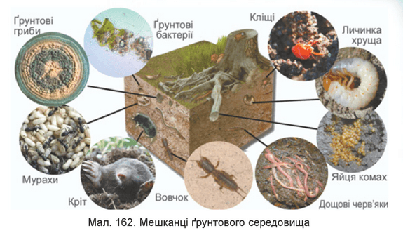 Ґрунтові
гриби
Ґрунтові
бактерії
Кліщі
Личинка
хруща
Мурахи
Кріт
Вовчок
Яйця комах
Дощові черв'яки
Мал. 162. Мешканці ґрунтового середовища